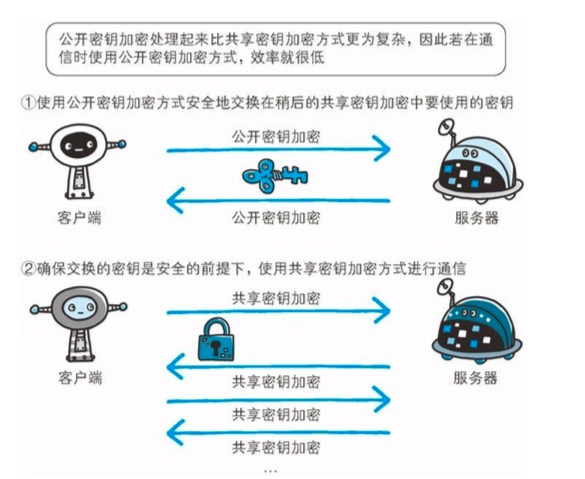 公开密钥加密处理起来比共享密钥加密方式更为复杂，因此若在通
信时使用公开密钥加密方式，效率就很低
①使用公开密钥加密方式安全地交换在稍后的共享密钥加密中要使用的密钥
公开密钥加密
公开密钥加密
客户端
服务器
②确保交换的密钥是安全的前提下，使用共享密钥加密方式进行通信
共享密钥加密
客户端
服务器
共享密钥加密
共享密钥加密
共享密钥加密
…